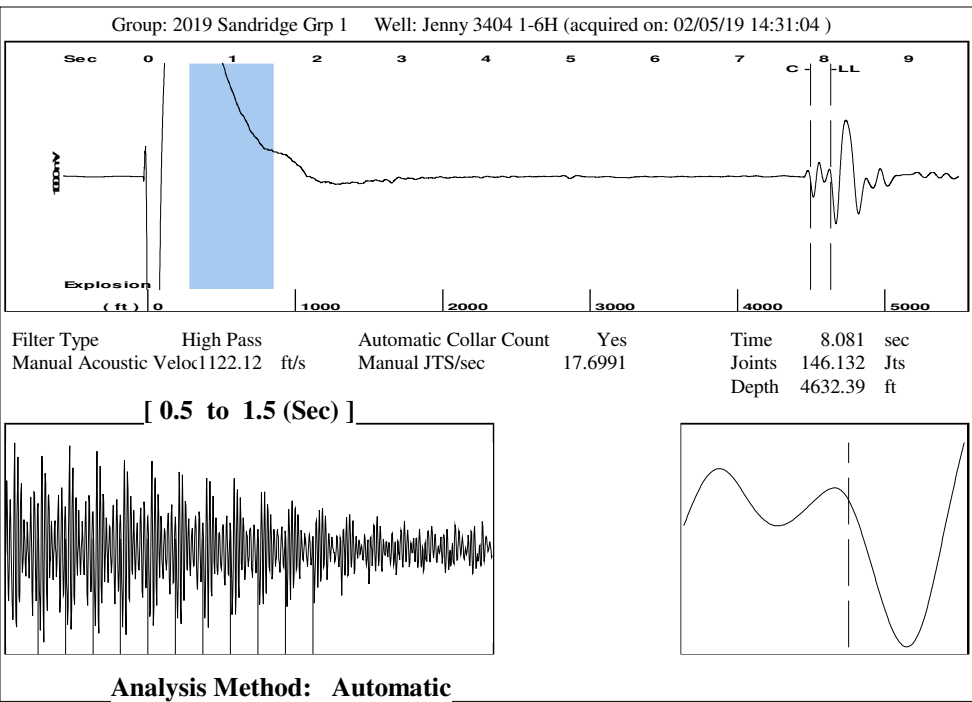 Group: 2019 Sandridge Grp 1 Well: Jenny 3404 1-6H (acquired on: 02/05/19 14:31:04 )
Sec 0 1 2 3 4 5 6 7 8 9
C LL
100mV
Explosion
( ft ) 0 1000 2000 3000 4000 5000
Filter Type High Pass Automatic Collar Count Yes Time 8.081 sec
Manual Acoustic Veloc1122.12 ft/s Manual JTS/sec 17.6991 Joints 146.132 Jts
Depth 4632.39 ft
[ 0.5 to 1.5 (Sec) ]
Analysis Method: Automatic